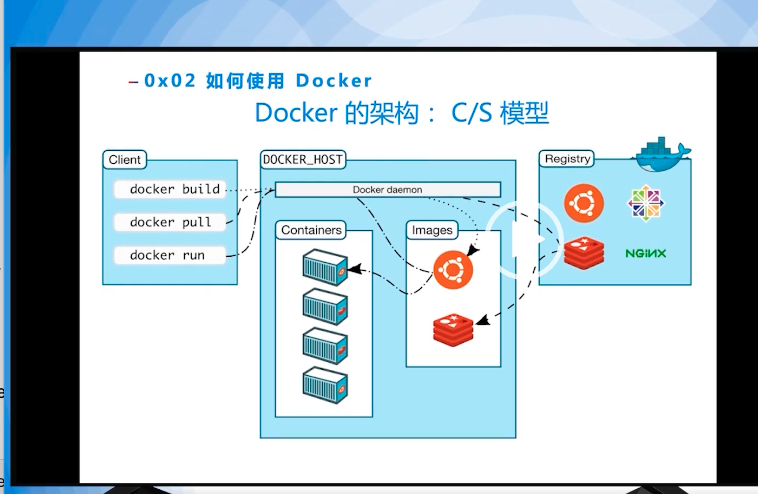 – 0x02 如何使用 Docker
Docker 的架构： C/S 模型
Client
docker build
docker pull
docker run
DOCKER_HOST
Docker daemon
Containers
Images
Registry
NGINX